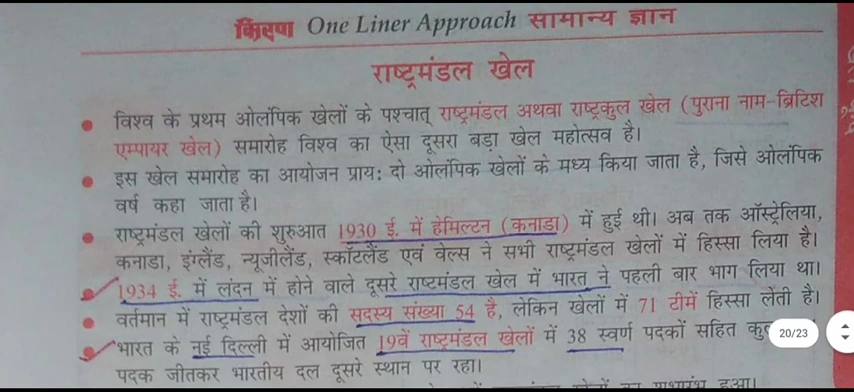 किरण One Liner Approach सामान्य ज्ञान
राष्ट्रमंडल खेल
• विश्व के प्रथम ओलंपिक खेलों के पश्चात् राष्ट्रमंडल अथवा राष्ट्रकुल खेल (पुराना नाम-ब्रिटिश
एम्पायर खेल) समारोह विश्व का ऐसा दूसरा बड़ा खेल महोत्सव है।
• इस खेल समारोह का आयोजन प्रायः दो ओलंपिक खेलों के मध्य किया जाता है, जिसे ओलंपिक
वर्ष कहा जाता है।
• राष्ट्रमंडल खेलों की शुरुआत 1930 ई. में हेमिल्टन (कनाडा) में हुई थी। अब तक ऑस्ट्रेलिया,
कनाडा, इंग्लैंड, न्यूजीलैंड, स्कॉटलैंड एवं वेल्स ने सभी राष्ट्रमंडल खेलों में हिस्सा लिया है।
• 1934 ई. में लंदन में होने वाले दूसरे राष्टमंडल खेल में भारत ने पहली बार भाग लिया था।
• वर्तमान में राष्ट्रमंडल देशों की सदस्य संख्या 54 है, लेकिन खेलों में 71 टीमें हिस्सा लेती है।
• भारत के नई दिल्ली में आयोजित 19वें राष्ट्रमंडल खेलों में 38 स्वर्ण पदकों सहित
20/23
पदक जीतकर भारतीय दल दूसरे स्थान पर रहा।